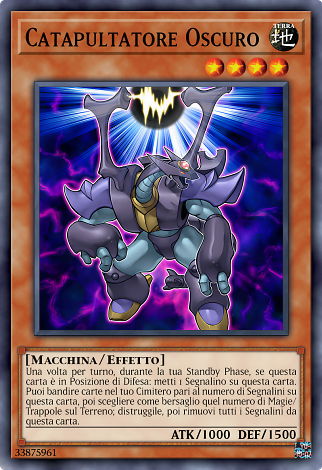 Catapultatore Oscuro
TERRA
地
[Macchina/Effetto]
Una volta per turno, durante la tua Standby Phase, se questa
carta è in Posizione di Difesa: metti 1 Segnalino su questa carta.
Puoi bandire carte nel tuo Cimitero pari al numero di Segnalini su
questa carta, poi scegliere come bersaglio quel numero di Magie/
Trappole sul Terreno; distruggile, poi rimuovi tutti i Segnalini da
questa carta.
ATK/1000 DEF/1500
33875961